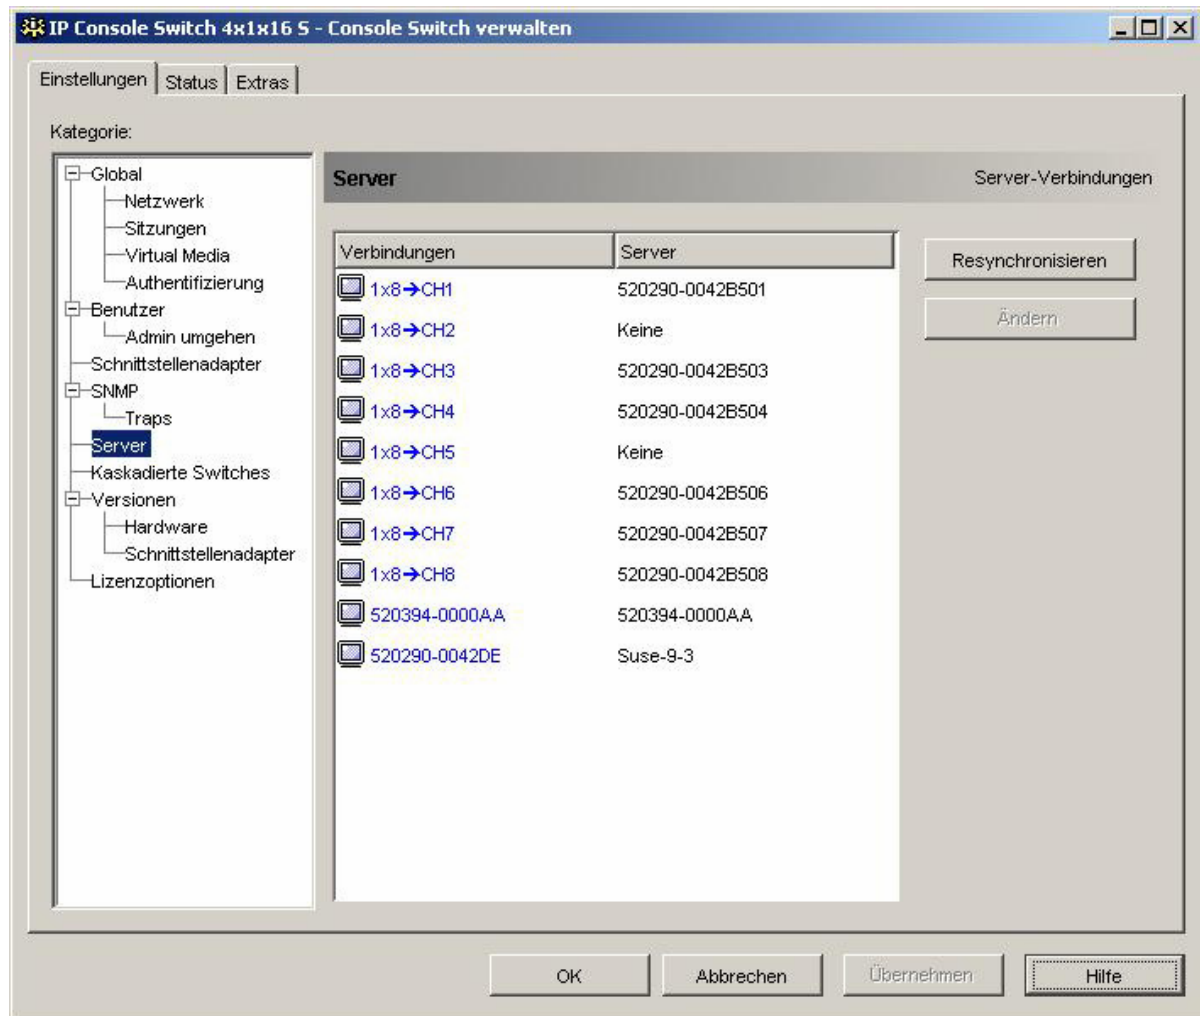 IP Console Switch 4x1x16 S - Console Switch verwalten
Einstellungen Status Extras
Kategorie:
Global
Netzwerk
Sitzungen
Virtual Media
Authentifizierung
Benutzer
Admin umgehen
Schnittstellenadapter
SNMP
Traps
Server
Kaskadierte Switches
Versionen
Hardware
Schnittstellenadapter
Lizenzoptionen
Server Server-Verbindungen
Verbindungen Server
1x8→CH1 520290-0042B501
1x8→CH2 Keine
1x8→CH3 520290-0042B503
1x8→CH4 520290-0042B504
1x8→CH5 Keine
1x8→CH6 520290-0042B506
1x8→CH7 520290-0042B507
1x8→CH8 520290-0042B508
520394-0000AA 520394-0000AA
520290-0042DE Suse-9-3
Resynchronisieren
Ändern
OK Abbrechen Übernehmen Hilfe